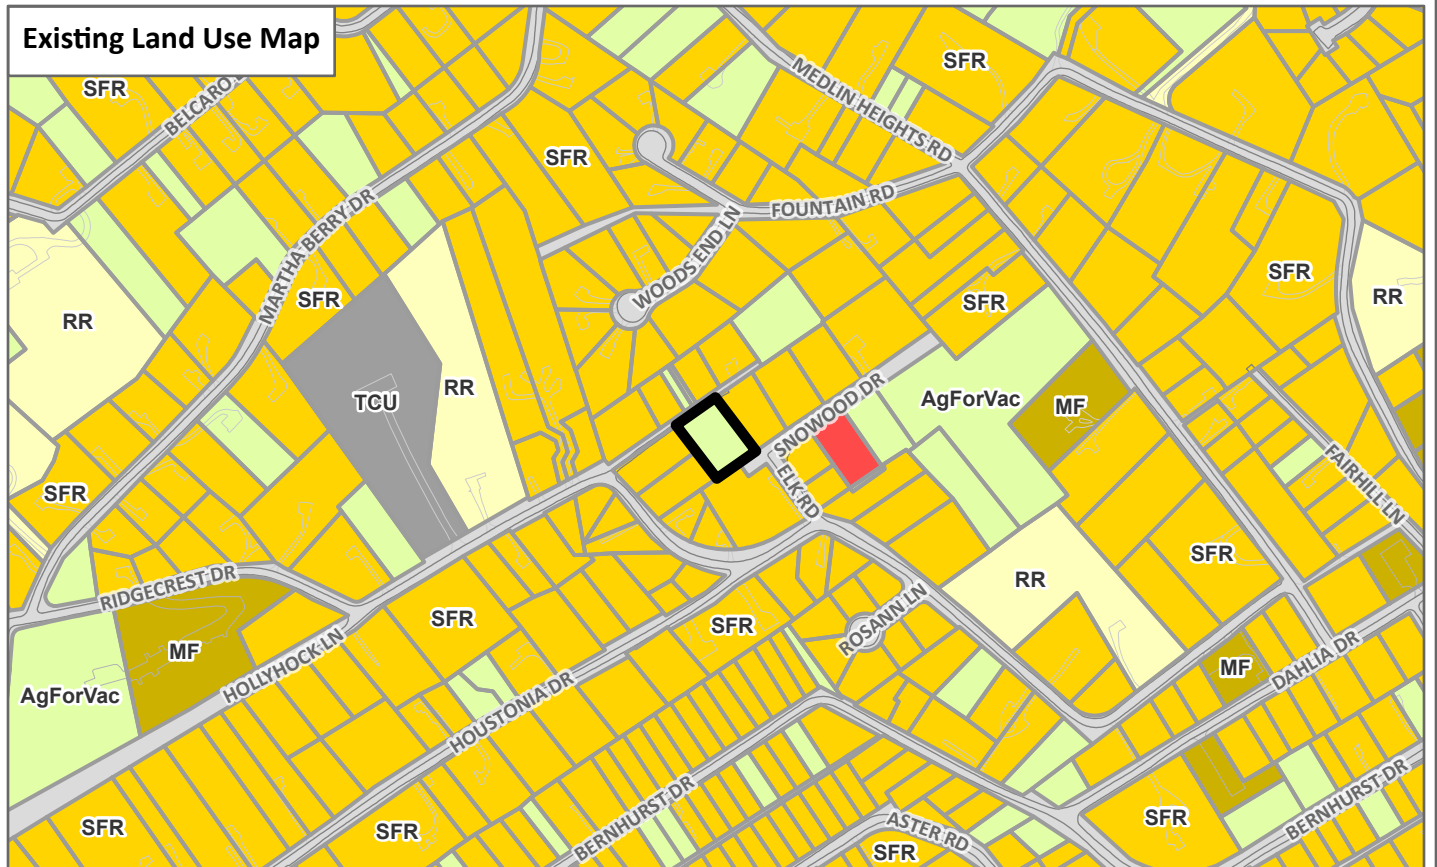 Existing Land Use Map
SFR
BELCARO
MEDLIN HEIGHTS RD
SFR
SFR
MARTHA BERRY DR
FOUNTAIN RD
WOODS END LN
SFR
SFR
SFR
RR
RR
RR
TCU
SNOWOOD DR
AgForVac
MF
ELK RD
FAIRHILL LN
SFR
SFR
RR
RIDGECREST DR
ROSANN LN
SFR
SFR
MF
HOLLYHOCK LN
DAHLIA DR
MF
AgForVac
HOUSTONIA DR
BERNHURST DR
BERNHURST DR
SFR
SFR
SFR
ASTER RD
SFR